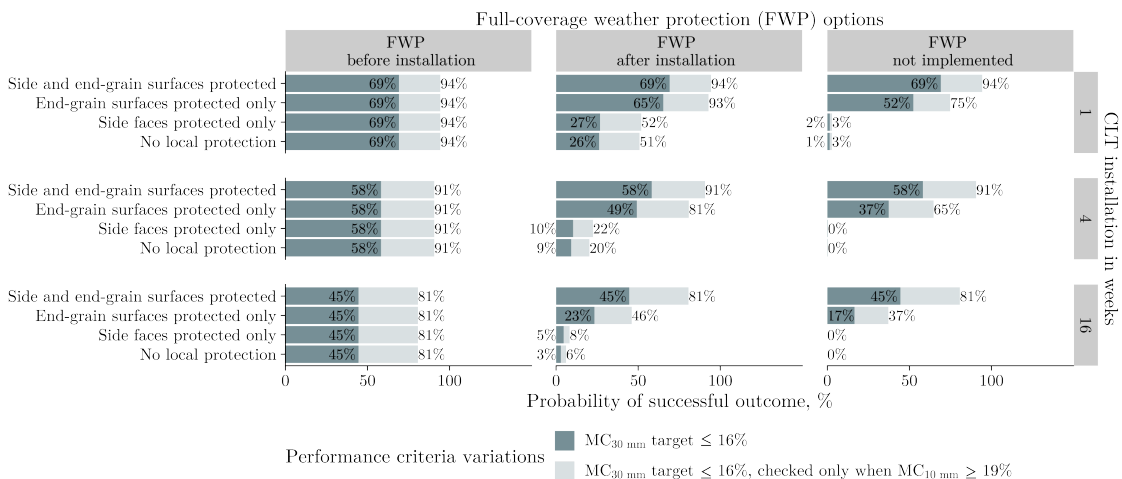 Full-coverage weather protection (FWP) options
FWP
before installation
FWP
after installation
FWP
not implemented
Side and end-grain surfaces protected 69% 94% 69% 94% 69% 94%
End-grain surfaces protected only 69% 94% 65% 93% 52% 75%
Side faces protected only 69% 94% 27% 52% 2% 3%
No local protection 69% 94% 26% 51% 1% 3%
1
Side and end-grain surfaces protected 58% 91% 58% 91% 58% 91%
End-grain surfaces protected only 58% 91% 49% 81% 37% 65%
Side faces protected only 58% 91% 10% 22% 0%
No local protection 58% 91% 9% 20% 0%
4
Side and end-grain surfaces protected 45% 81% 45% 81% 45% 81%
End-grain surfaces protected only 45% 81% 23% 46% 17% 37%
Side faces protected only 45% 81% 5% 8% 0%
No local protection 45% 81% 3% 6% 0%
16
CLT installation in weeks
0 50 100 0 50 100 0 50 100
Probability of successful outcome, %
Performance criteria variations
MC30 mm target ≤ 16%
MC30 mm target ≤ 16%, checked only when MC10 mm ≥ 19%